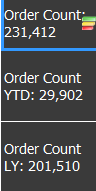 Order Count:
231,412
Order Count
YTD: 29,902
Order Count
LY: 201,510